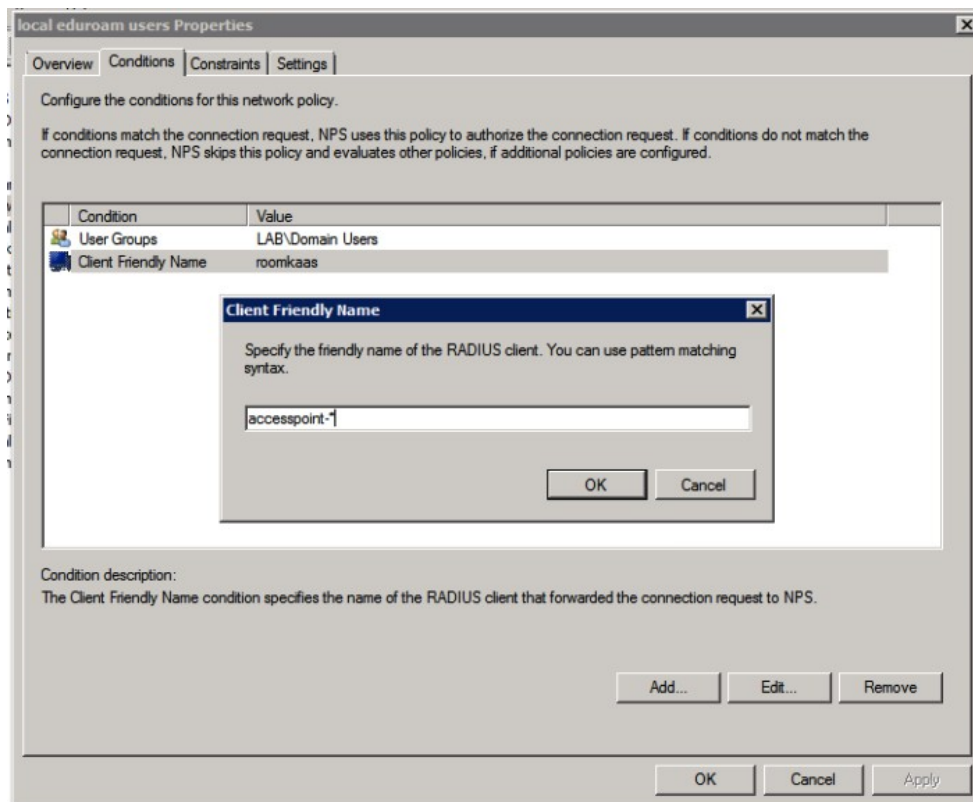 local eduroam users Properties
Overview Conditions Constraints Settings
Configure the conditions for this network policy.
If conditions match the connection request, NPS uses this policy to authorize the connection request. If conditions do not match the
connection request, NPS skips this policy and evaluates other policies, if additional policies are configured.
Condition Value
User Groups LAB\Domain Users
Client Friendly Name roomkaas
Client Friendly Name
Specify the friendly name of the RADIUS client. You can use pattern matching
syntax.
accesspoint-*
OK Cancel
Condition description:
The Client Friendly Name condition specifies the name of the RADIUS client that forwarded the connection request to NPS.
Add... Edit... Remove
OK Cancel Apply